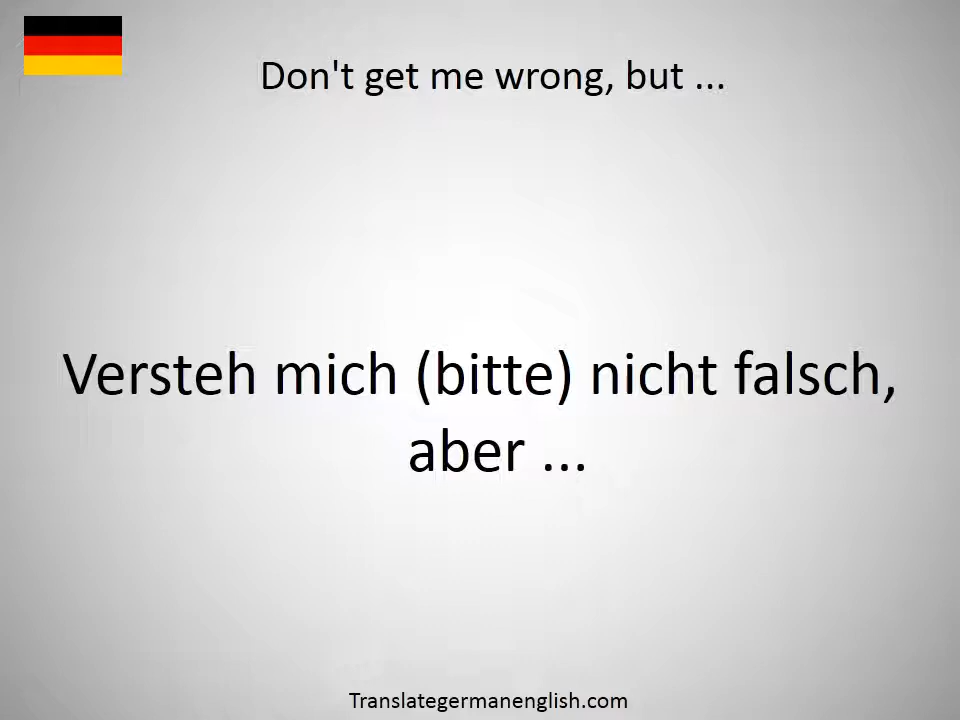 Don't get me wrong, but ...
Versteh mich (bitte) nicht falsch,
aber ...
Translategermanenglish.com